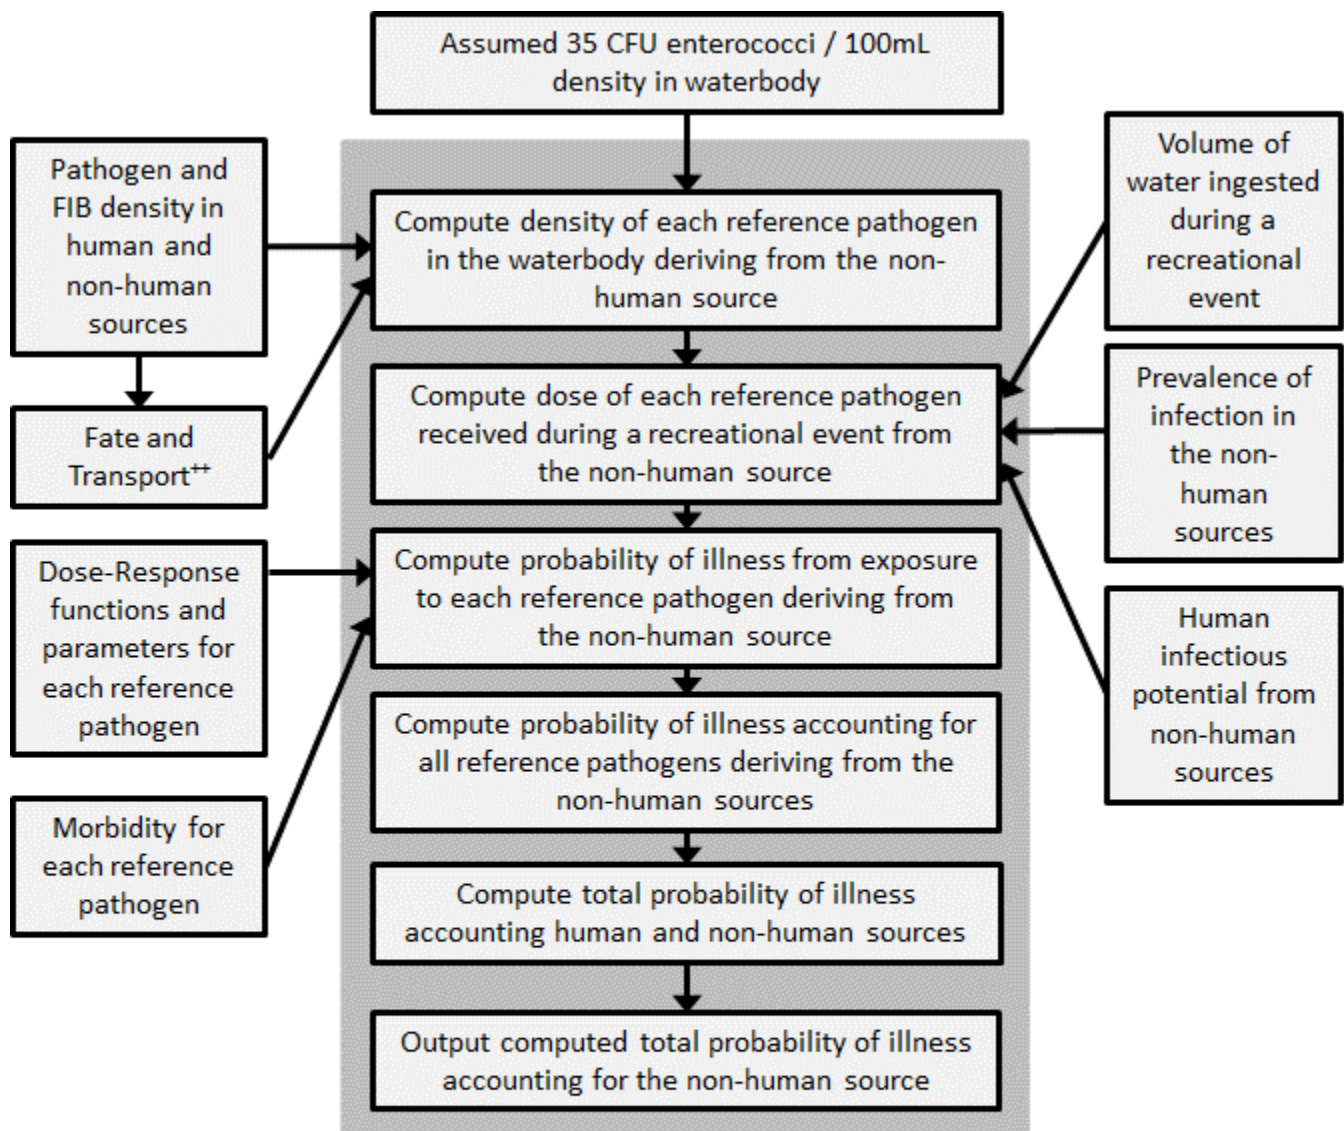 Assumed 35 CFU enterococci / 100mL
density in waterbody
Pathogen and
FIB density in
human and
non-human
sources
Fate and
Transport⁺⁺
Dose-Response
functions and
parameters for
each reference
pathogen
Morbidity for
each reference
pathogen
Compute density of each reference pathogen
in the waterbody deriving from the non-
human source
Compute dose of each reference pathogen
received during a recreational event from
the non-human source
Compute probability of illness from exposure
to each reference pathogen deriving from
the non-human source
Compute probability of illness accounting for
all reference pathogens deriving from the
non-human sources
Compute total probability of illness
accounting human and non-human sources
Output computed total probability of illness
accounting for the non-human source
Volume of
water ingested
during a
recreational
event
Prevalence of
infection in
the non-
human
sources
Human
infectious
potential from
non-human
sources